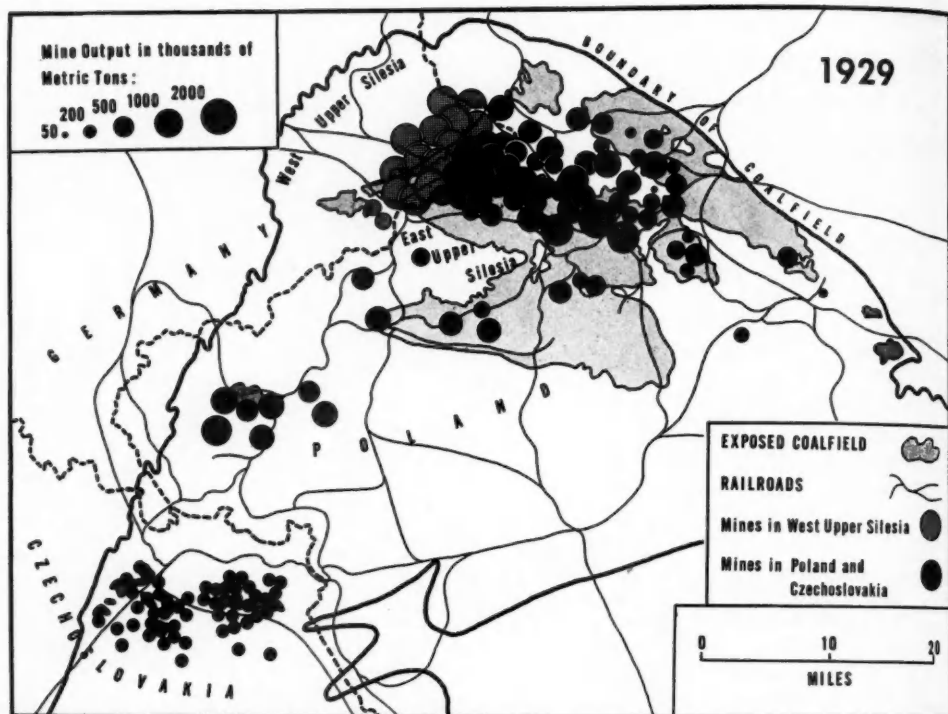 Mine Output in thousands of
Metric Tons:
50 200 500 1000 2000
1929
BOUNDARY OF COALFIELD
West Upper Silesia
East Upper Silesia
GERMANY
POLAND
CZECHO
LOVAKIA
EXPOSED COALFIELD
RAILROADS
Mines in West Upper Silesia
Mines in Poland and
Czechoslovakia
0 10 20
MILES